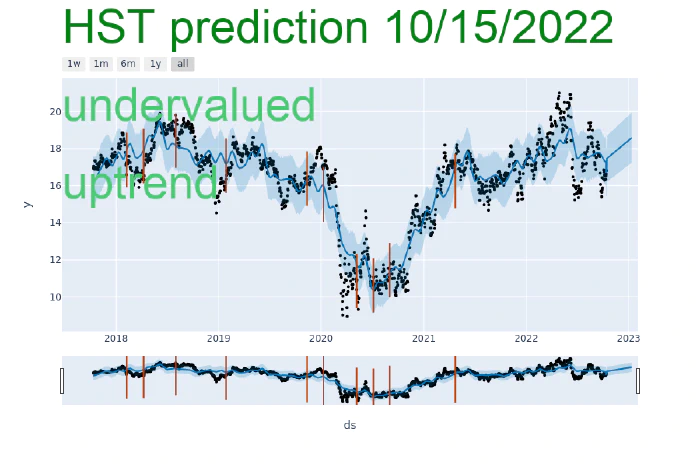 HST prediction 10/15/2022
1w 1m 6m 1y all
undervalued
uptrend
20
18
16
14
12
10
y
2018 2019 2020 2021 2022 2023
ds